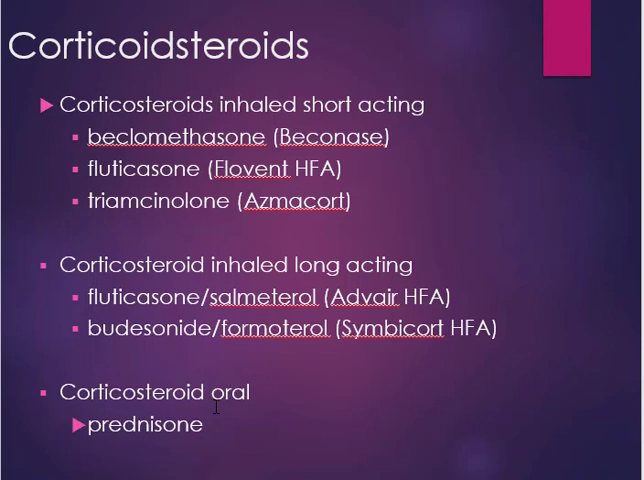 Corticoidsteroids
Corticosteroids inhaled short acting
beclomethasone (Beconase)
fluticasone (Flovent HFA)
triamcinolone (Azmacort)
Corticosteroid inhaled long acting
fluticasone/salmeterol (Advair HFA)
budesonide/formoterol (Symbicort HFA)
Corticosteroid oral
prednisone